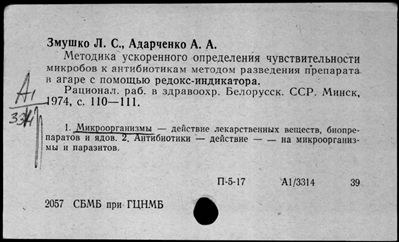 Змушко Л. С., Адарченко А. А.
Методика ускоренного определения чувствительности
микробов к антибиотикам методом разведения препарата
в агаре с помощью редокс-индикатора.
Рационал. раб. в здравоохр. Белорусск. ССР. Минск,
1974, с. 110—111.
А1
334
1. Микроорганизмы — действие лекарственных веществ, биопре-
паратов и ядов. 2. Антибиотики — действие — — на микроорганиз-
мы и паразитов.
П-5-17 А1/3314 39
2057 СБМБ при ГЦНМБ